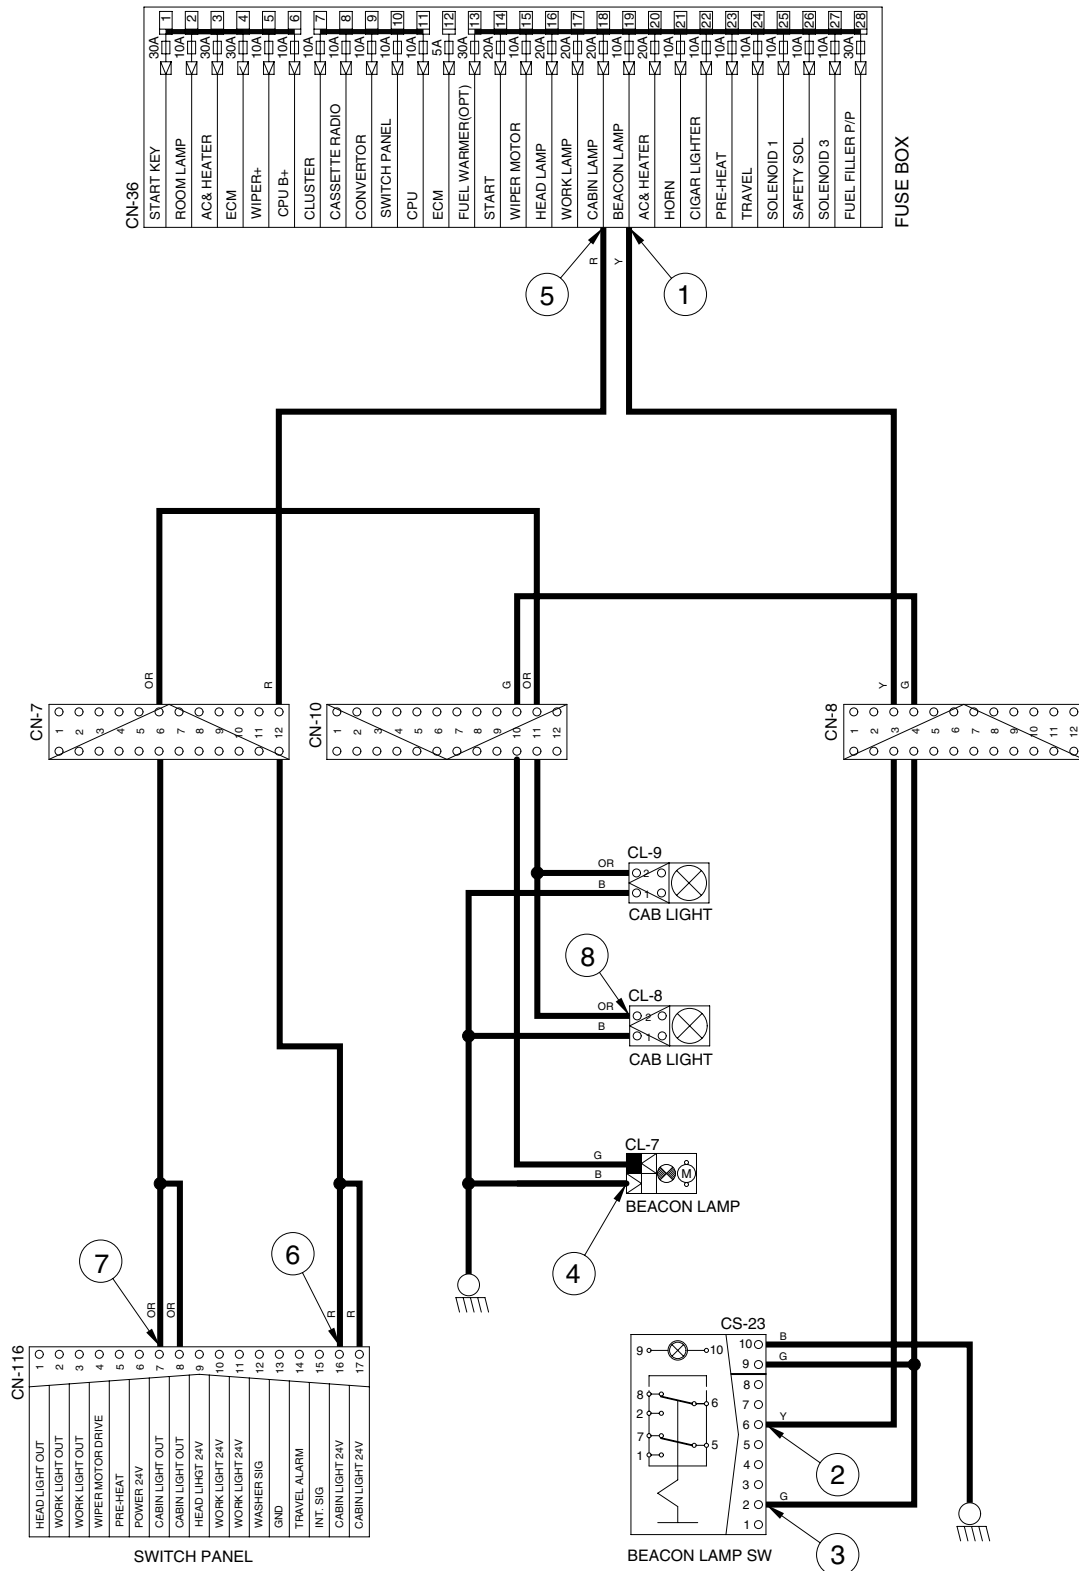 CN-36
1 2 3 4 5 6 7 8 9 10 11 12 13 14 15 16 17 18 19 20 21 22 23 24 25 26 27 28
30A 10A 30A 30A 10A 10A 10A 10A 10A 10A 10A 5A 30A 20A 10A 20A 20A 20A 10A 20A 10A 10A 10A 10A 10A 10A 10A 30A
START KEY
ROOM LAMP
AC& HEATER
ECM
WIPER+
CPU B+
CLUSTER
CASSETTE RADIO
CONVERTOR
SWITCH PANEL
CPU
ECM
FUEL WARMER(OPT)
START
WIPER MOTOR
HEAD LAMP
WORK LAMP
CABIN LAMP
BEACON LAMP
AC& HEATER
HORN
CIGAR LIGHTER
PRE-HEAT
TRAVEL
SOLENOID 1
SAFETY SOL
SOLENOID 3
FUEL FILLER P/P
FUSE BOX
R Y
5 1
OR R G OR Y G
CN-7
1 2 3 4 5 6 7 8 9 10 11 12
CN-10
1 2 3 4 5 6 7 8 9 10 11 12
CN-8
1 2 3 4 5 6 7 8 9 10 11 12
CL-9
OR 2
B 1
CAB LIGHT
8
CL-8
OR 2
B 1
CAB LIGHT
CL-7
G
B M
BEACON LAMP
4
7 6
OR OR R R
CN-116
1 2 3 4 5 6 7 8 9 10 11 12 13 14 15 16 17
HEAD LIGHT OUT
WORK LIGHT OUT
WORK LIGHT OUT
WIPER MOTOR DRIVE
PRE-HEAT
POWER 24V
CABIN LIGHT OUT
CABIN LIGHT OUT
HEAD LIHGT 24V
WORK LIGHT 24V
WORK LIGHT 24V
WASHER SIG
GND
TRAVEL ALARM
INT. SIG
CABIN LIGHT 24V
CABIN LIGHT 24V
SWITCH PANEL
CS-23
9 10 10 B
9 G
8 8
6 7
2 6 Y
7 5
5 4
1 3
2 G
1
2
3
BEACON LAMP SW